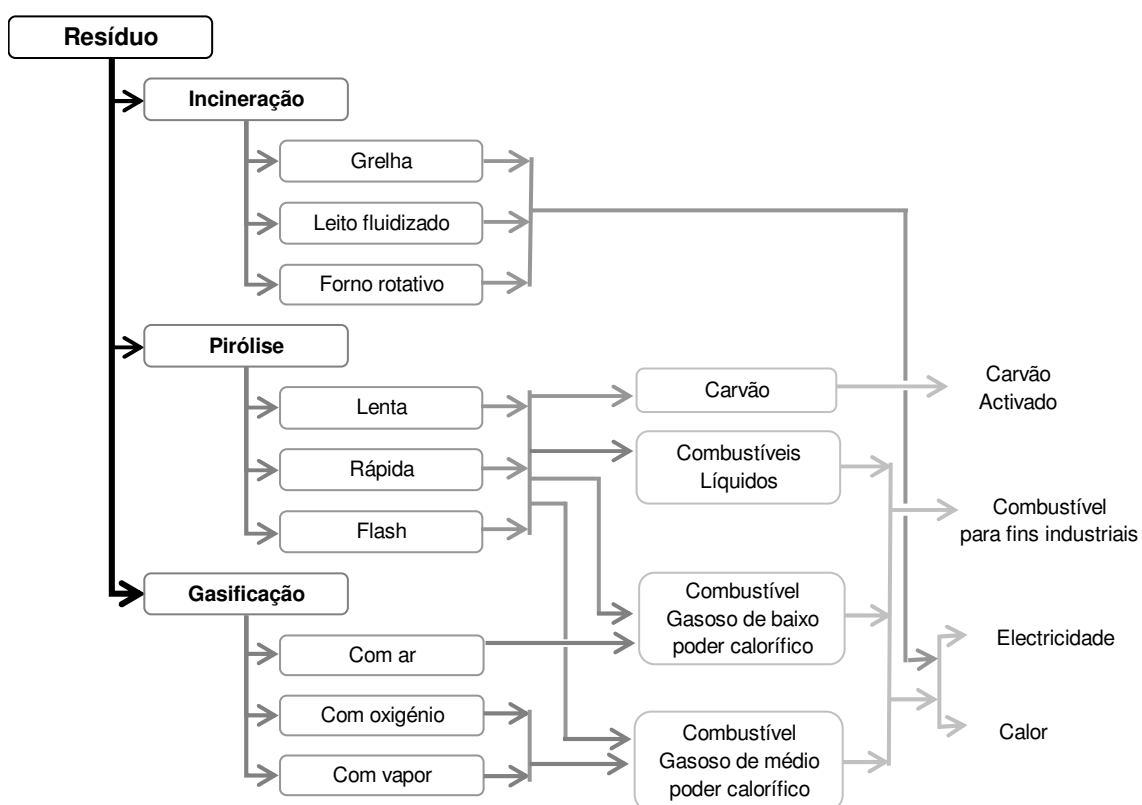 Resíduo
Incineração
Grelha
Leito fluidizado
Forno rotativo
Pirólise
Lenta
Rápida
Flash
Carvão
Combustíveis
Líquidos
Carvão
Activado
Combustível
para fins industriais
Gasificação
Com ar
Com oxigénio
Com vapor
Combustível
Gasoso de baixo
poder calorífico
Combustível
Gasoso de médio
poder calorífico
Electricidade
Calor